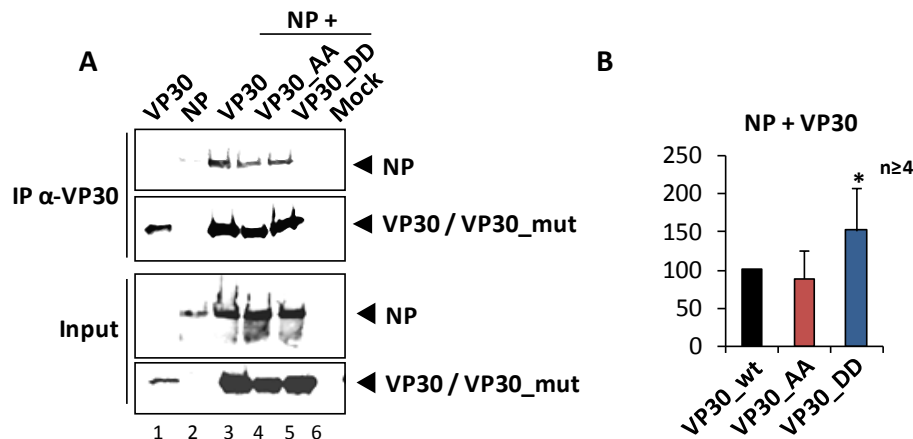 A
NP +
VP30
NP
VP30
VP30_AA
VP30_DD
Mock
IP α-VP30
NP
VP30 / VP30_mut
Input
NP
VP30 / VP30_mut
1 2 3 4 5 6
B
NP + VP30
n≥4
*
250
200
150
100
50
0
VP30_wt
VP30_AA
VP30_DD